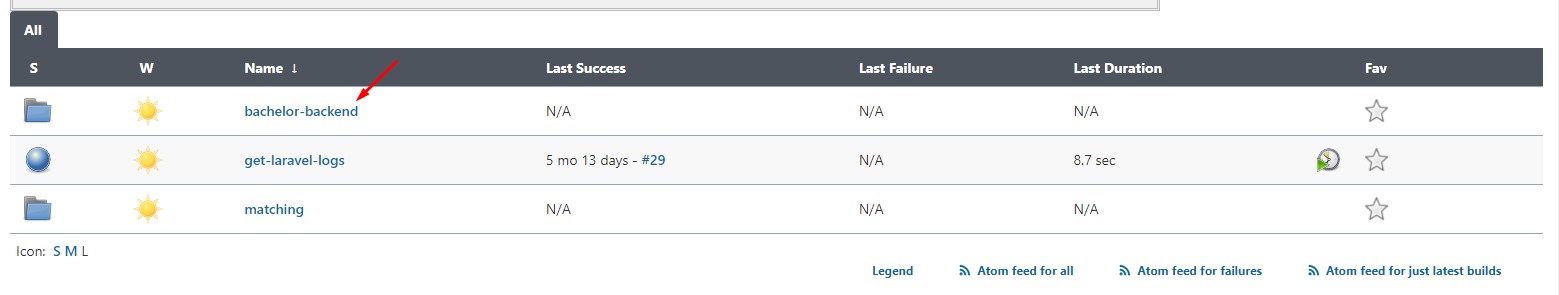 All
S W Name ↓ Last Success Last Failure Last Duration Fav
bachelor-backend N/A N/A N/A
get-laravel-logs 5 mo 13 days - #29 N/A 8.7 sec
matching N/A N/A N/A
Icon: S M L
Legend Atom feed for all Atom feed for failures Atom feed for just latest builds